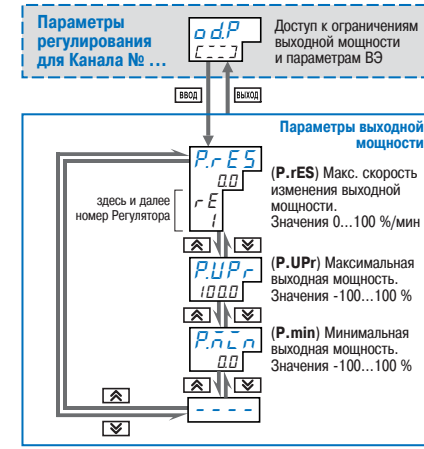 Параметры
регулирования
для Канала № ...
od.P
[---]
Доступ к ограничениям
выходной мощности
и параметрам ВЭ
ВВОД
ВЫХОД
Параметры выходной
мощности
P.rES
0.0
rE
1
здесь и далее
номер Регулятора
(P.rES) Макс. скорость
изменения выходной
мощности.
Значения 0...100 %/мин
P.UPr
100.0
(P.UPr) Максимальная
выходная мощность.
Значения -100...100 %
P.min
0.0
(P.min) Минимальная
выходная мощность.
Значения -100...100 %
----